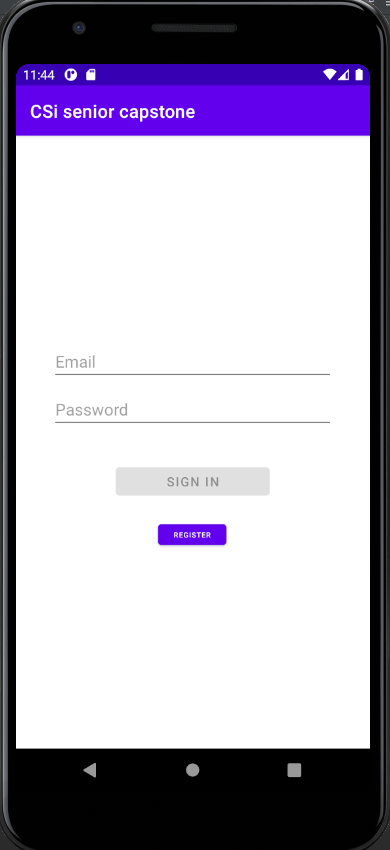 11:44
CSi senior capstone
Email
Password
SIGN IN
REGISTER